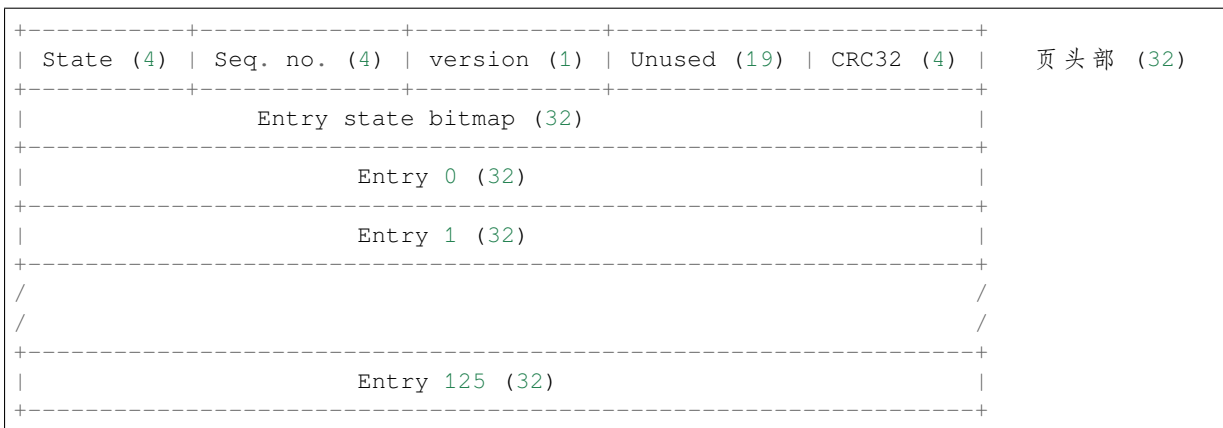 +-----------+--------------+-------------+-------------------------+
| State (4) | Seq. no. (4) | version (1) | Unused (19) | CRC32 (4) | 页头部 (32)
+-----------+--------------+-------------+-------------------------+
| Entry state bitmap (32) |
+------------------------------------------------------------------+
| Entry 0 (32) |
+------------------------------------------------------------------+
| Entry 1 (32) |
+------------------------------------------------------------------+
/ /
/ /
+------------------------------------------------------------------+
| Entry 125 (32) |
+------------------------------------------------------------------+